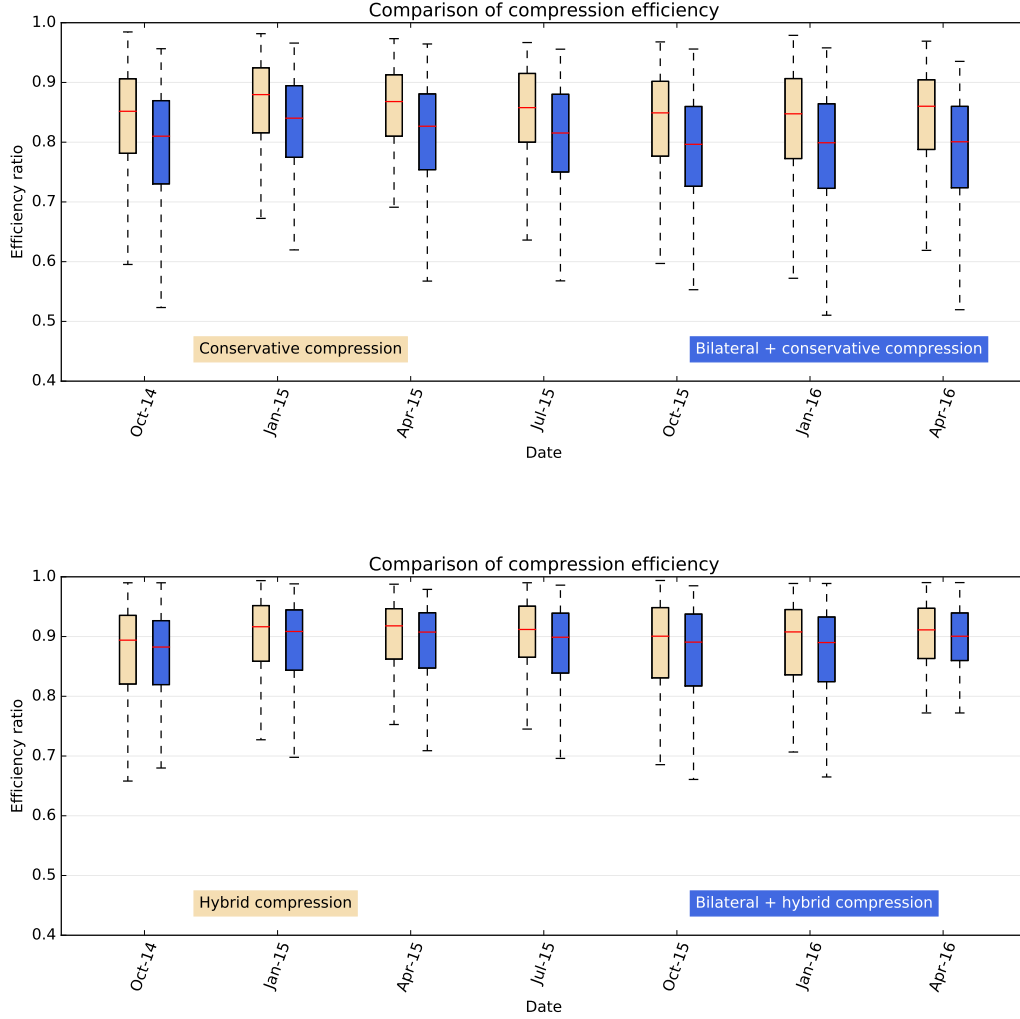 Comparison of compression efficiency
1.0
0.9
0.8
0.7
0.6
0.5
0.4
Efficiency ratio
Conservative compression
Bilateral + conservative compression
Oct-14
Jan-15
Apr-15
Jul-15
Oct-15
Jan-16
Apr-16
Date
Comparison of compression efficiency
1.0
0.9
0.8
0.7
0.6
0.5
0.4
Efficiency ratio
Hybrid compression
Bilateral + hybrid compression
Oct-14
Jan-15
Apr-15
Jul-15
Oct-15
Jan-16
Apr-16
Date